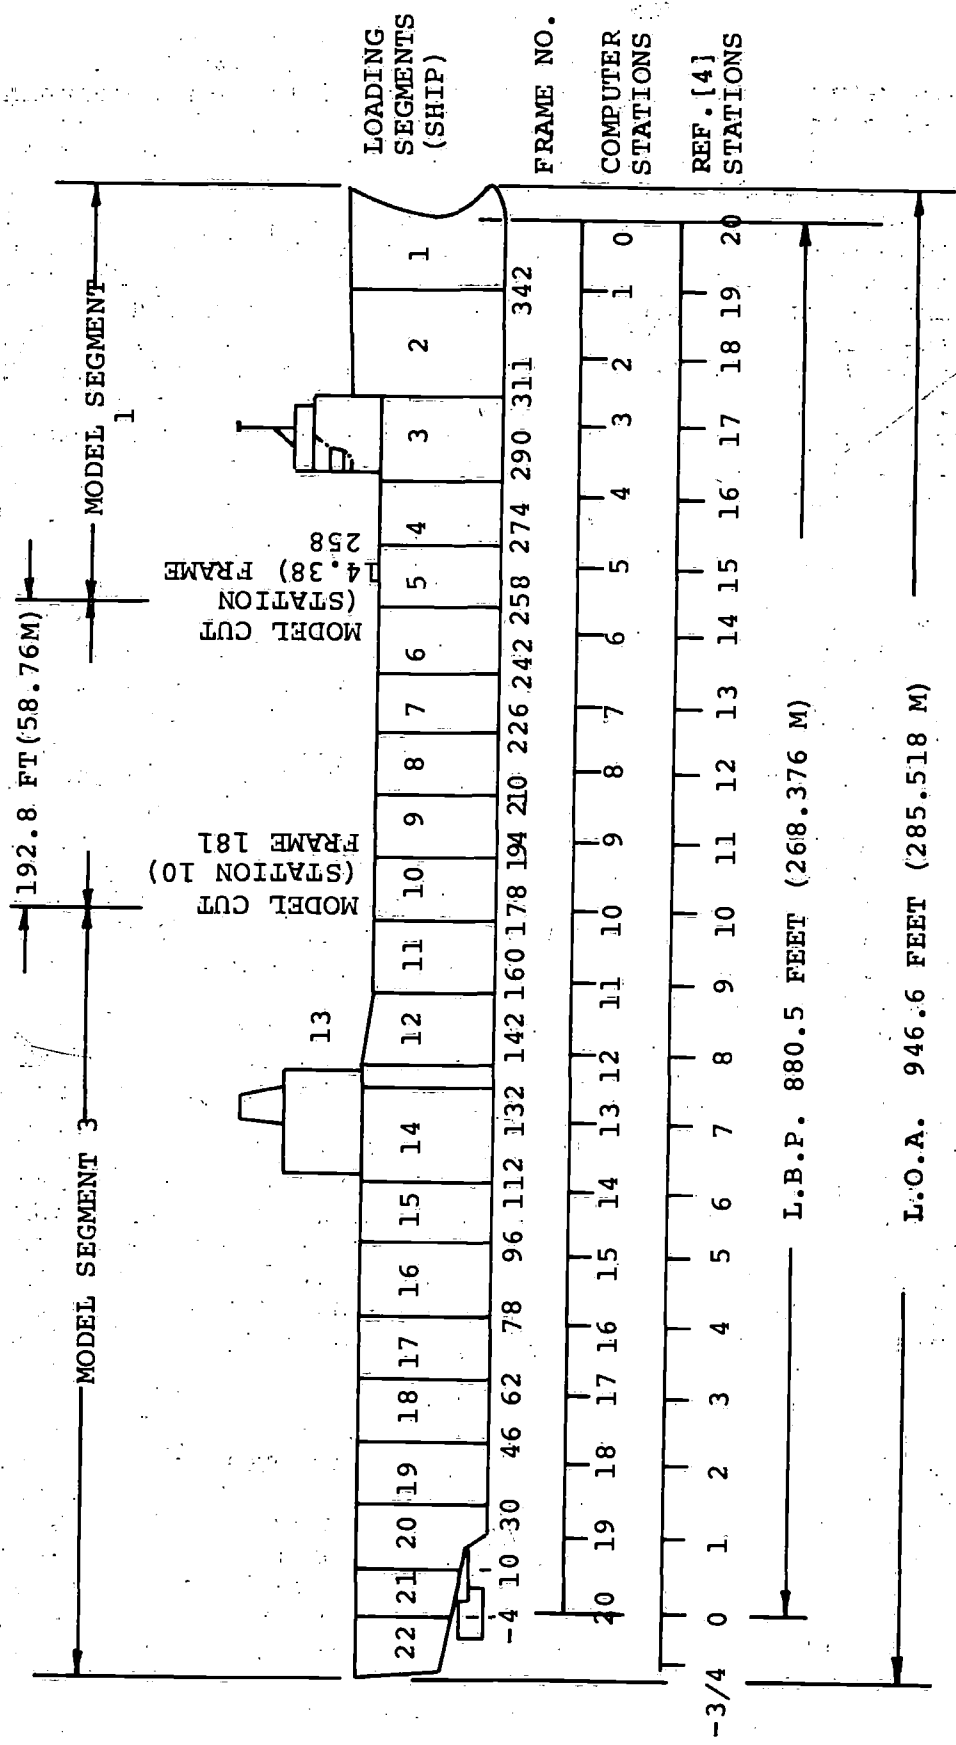 192.8 FT(58.76M)
MODEL SEGMENT 3
MODEL SEGMENT
1
MODEL CUT
(STATION 10)
FRAME 181
MODEL CUT
(STATION
14.38) FRAME
258
13
22 21 20 19 18 17 16 15 14 12 11 10 9 8 7 6 5 4 3 2 1
LOADING
SEGMENTS
(SHIP)
-4 10 30 46 62 78 96 112 132 142 160 178 194 210 226 242 258 274 290 311 342
FRAME NO.
20 19 18 17 16 15 14 13 12 11 10 9 8 7 6 5 4 3 2 1 0
COMPUTER
STATIONS
-3/4 0 1 2 3 4 5 6 7 8 9 10 11 12 13 14 15 16 17 18 19 20
REF.[4]
STATIONS
L.B.P. 880.5 FEET (268.376 M)
L.O.A. 946.6 FEET (285.518 M)